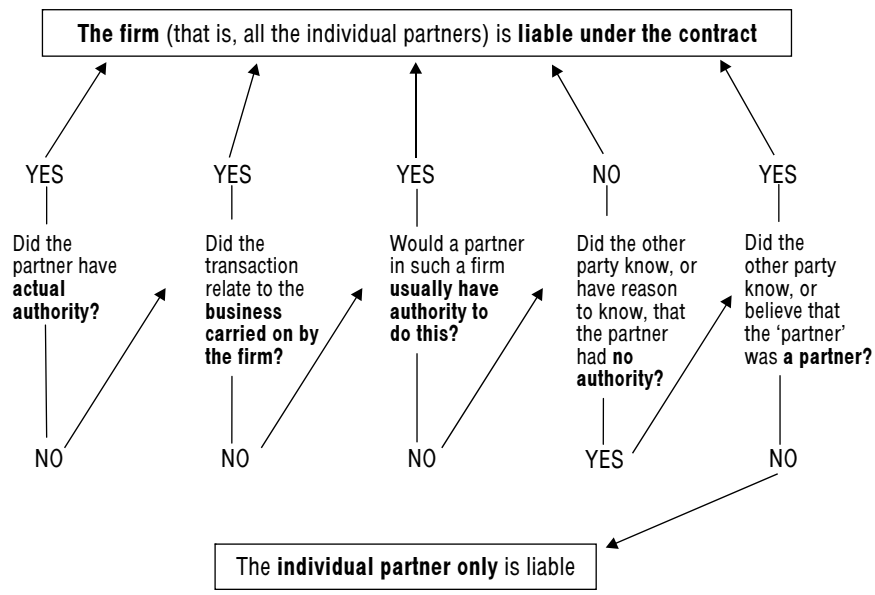 The firm (that is, all the individual partners) is liable under the contract
YES
YES
YES
NO
YES
Did the
partner have
actual
authority?
Did the
transaction
relate to the
business
carried on by
the firm?
Would a partner
in such a firm
usually have
authority to
do this?
Did the other
party know, or
have reason
to know, that
the partner
had no
authority?
Did the
other party
know, or
believe that
the ‘partner’
was a partner?
NO
NO
NO
YES
NO
The individual partner only is liable